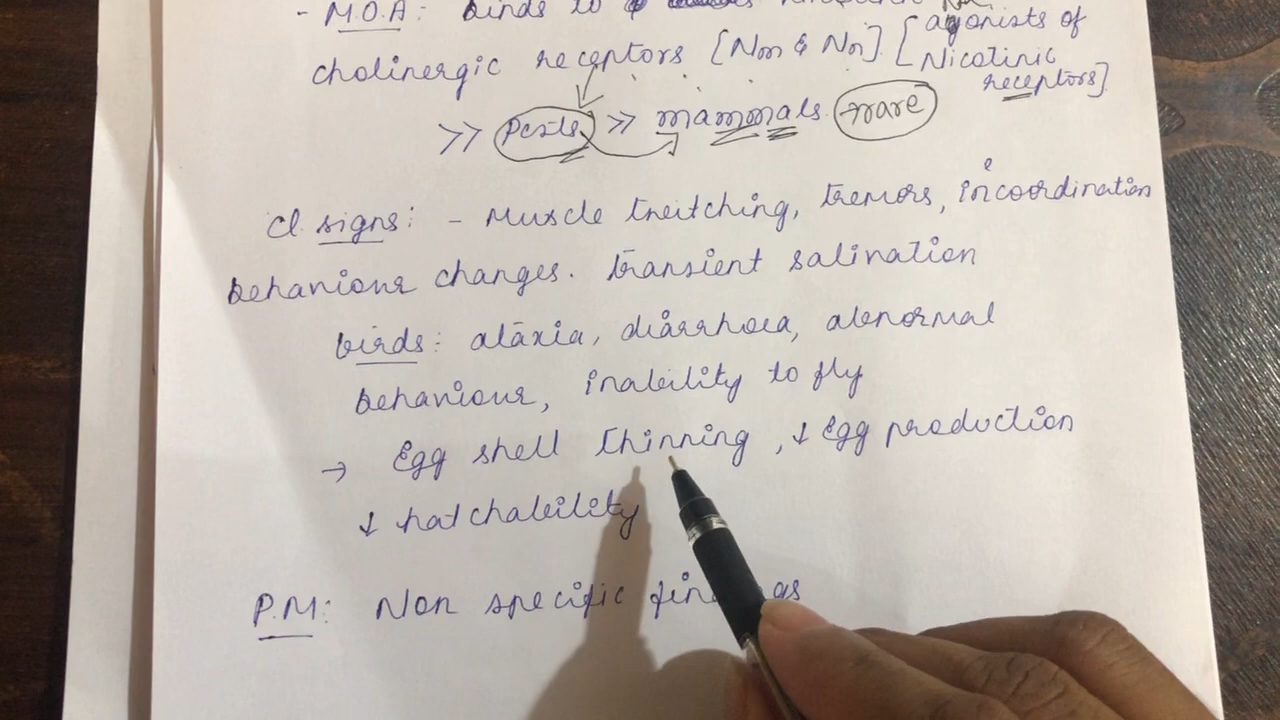 - M.O.A: binds to
cholinergic receptors [Nm & Nn] [agonists of Nicotinic receptors]
>> Pests >> mammals rare
Cl. signs: - Muscle twitching, tremors, incoordination
behaviour changes. Transient salivation
birds: ataxia, diarrhoea, abnormal
behaviour, inability to fly
→ Egg shell thinning, ↓ Egg production
↓ hatchability
P.M: Non specific